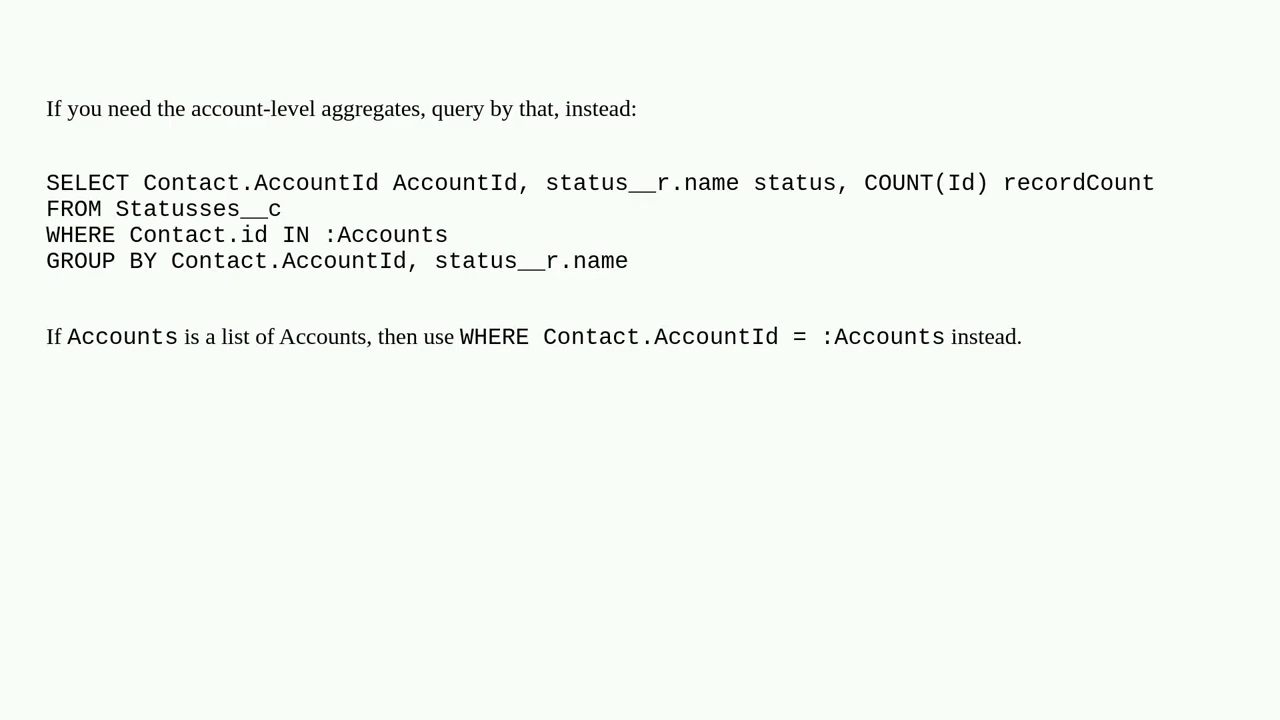 If you need the account-level aggregates, query by that, instead:
SELECT Contact.AccountId AccountId, status__r.name status, COUNT(Id) recordCount
FROM Statusses__c
WHERE Contact.id IN :Accounts
GROUP BY Contact.AccountId, status__r.name
If Accounts is a list of Accounts, then use WHERE Contact.AccountId = :Accounts instead.